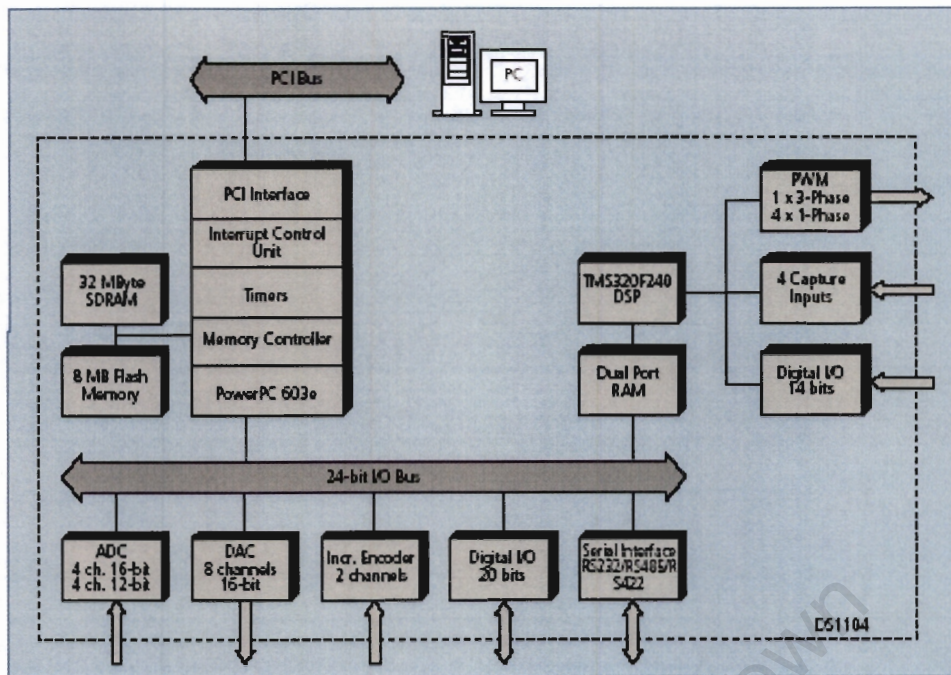 PCI Bus
PC
PCI Interface
Interrupt Control
Unit
Timers
Memory Controller
PowerPC 603e
32 MByte
SDRAM
8 MB Flash
Memory
TMS320F240
DSP
Dual Port
RAM
PWM
1 x 3-Phase
4 x 1-Phase
4 Capture
Inputs
Digital I/O
14 bits
24-bit I/O Bus
ADC
4 ch. 16-bit
4 ch. 12-bit
DAC
8 channels
16-bit
Incr. Encoder
2 channels
Digital I/O
20 bits
Serial Interface
RS232/RS485/R
S422
DS1104
own